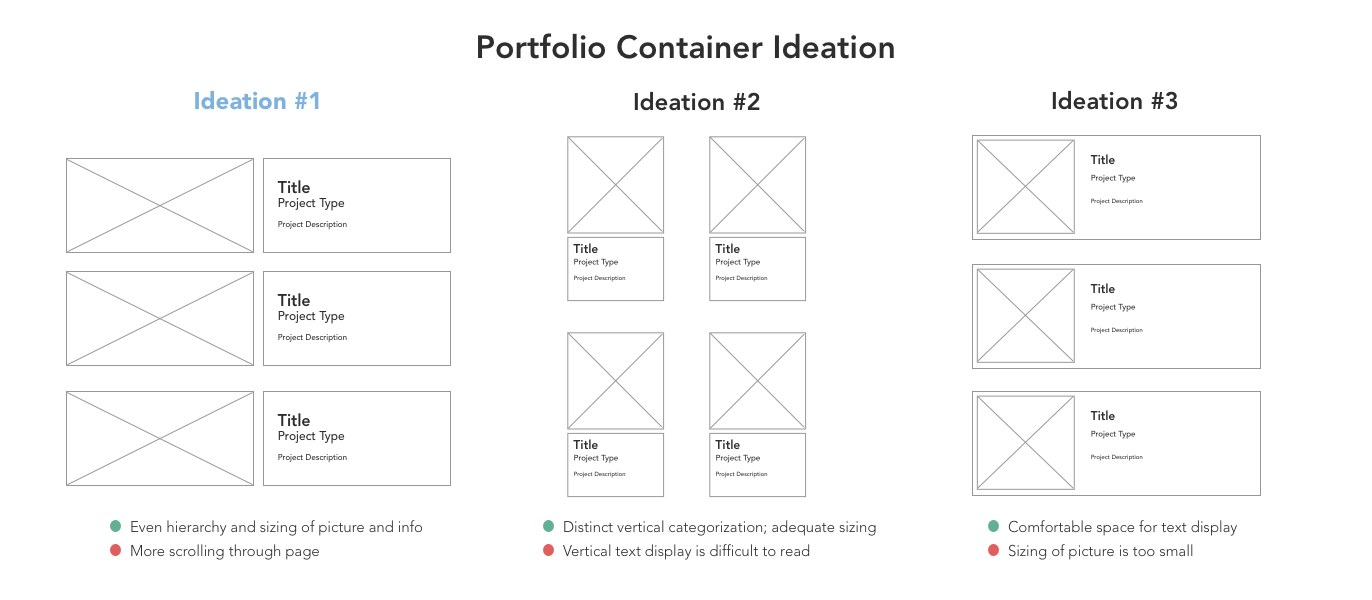 Portfolio Container Ideation
Ideation #1
Title
Project Type
Project Description
Title
Project Type
Project Description
Title
Project Type
Project Description
Even hierarchy and sizing of picture and info
More scrolling through page
Ideation #2
Title
Project Type
Project Description
Title
Project Type
Project Description
Title
Project Type
Project Description
Title
Project Type
Project Description
Distinct vertical categorization; adequate sizing
Vertical text display is difficult to read
Ideation #3
Title
Project Type
Project Description
Title
Project Type
Project Description
Title
Project Type
Project Description
Comfortable space for text display
Sizing of picture is too small